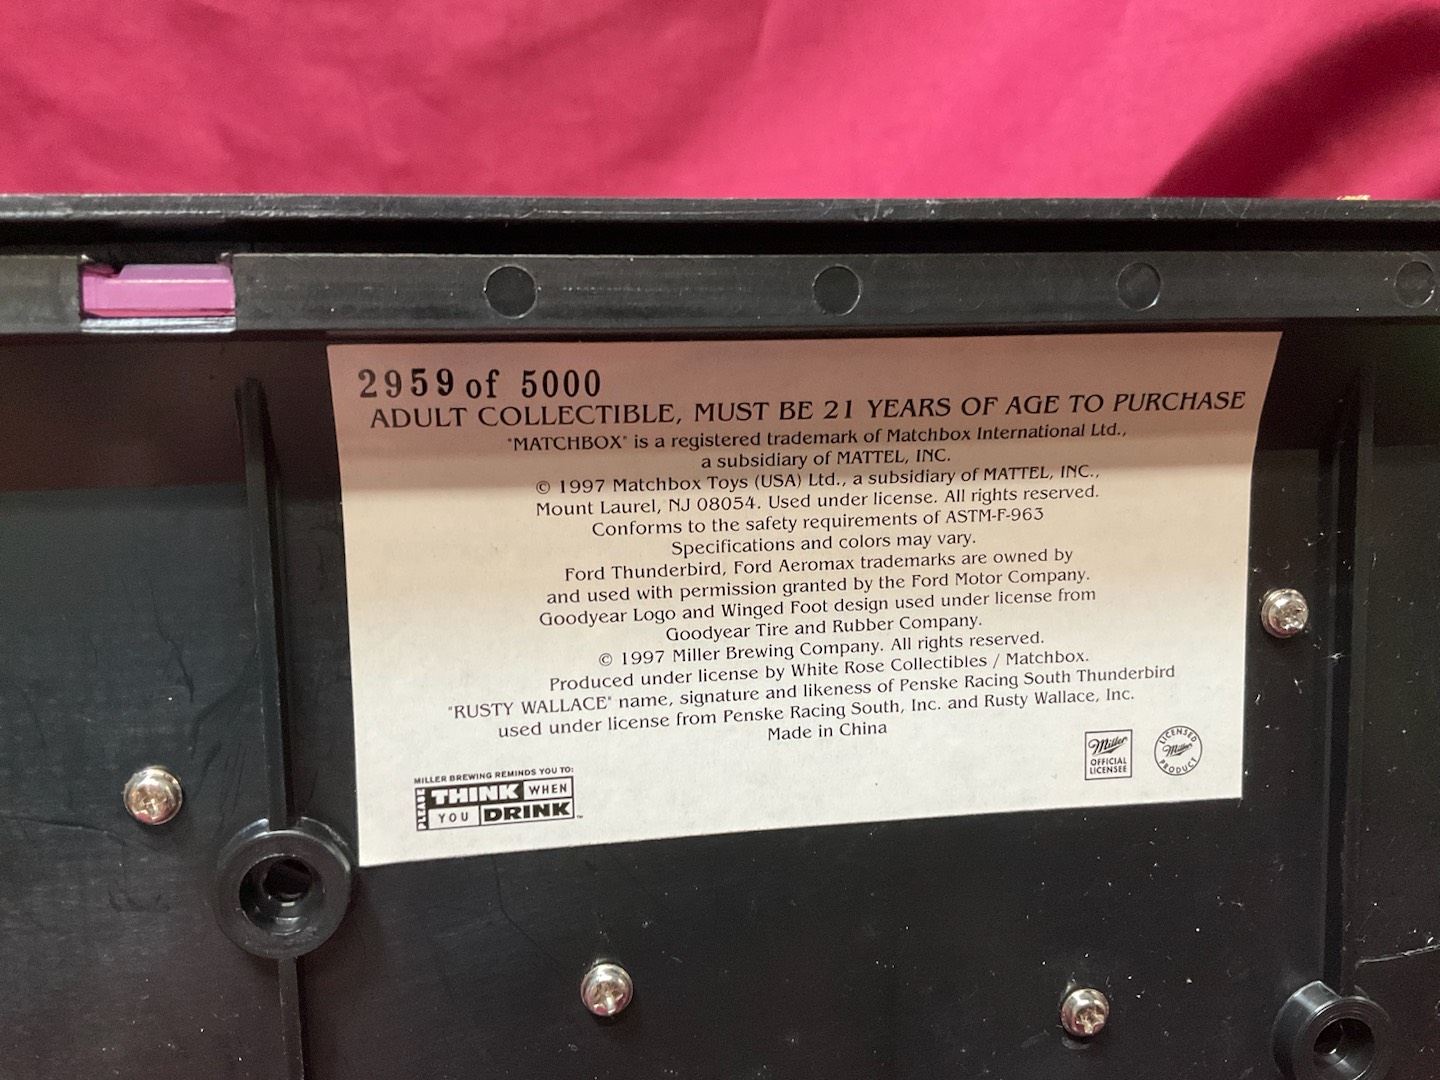 2959 of 5000
ADULT COLLECTIBLE, MUST BE 21 YEARS OF AGE TO PURCHASE
"MATCHBOX" is a registered trademark of Matchbox International Ltd.,
a subsidiary of MATTEL, INC.
© 1997 Matchbox Toys (USA) Ltd., a subsidiary of MATTEL, INC.,
Mount Laurel, NJ 08054. Used under license. All rights reserved.
Conforms to the safety requirements of ASTM-F-963
Specifications and colors may vary.
Ford Thunderbird, Ford Aeromax trademarks are owned by
and used with permission granted by the Ford Motor Company.
Goodyear Logo and Winged Foot design used under license from
Goodyear Tire and Rubber Company.
© 1997 Miller Brewing Company. All rights reserved.
Produced under license by White Rose Collectibles / Matchbox.
"RUSTY WALLACE" name, signature and likeness of Penske Racing South Thunderbird
used under license from Penske Racing South, Inc. and Rusty Wallace, Inc.
Made in China
MILLER BREWING REMINDS YOU TO:
PLEASE
THINK WHEN
YOU DRINK™
Miller
OFFICIAL
LICENSEE
LICENSED
Miller
PRODUCT